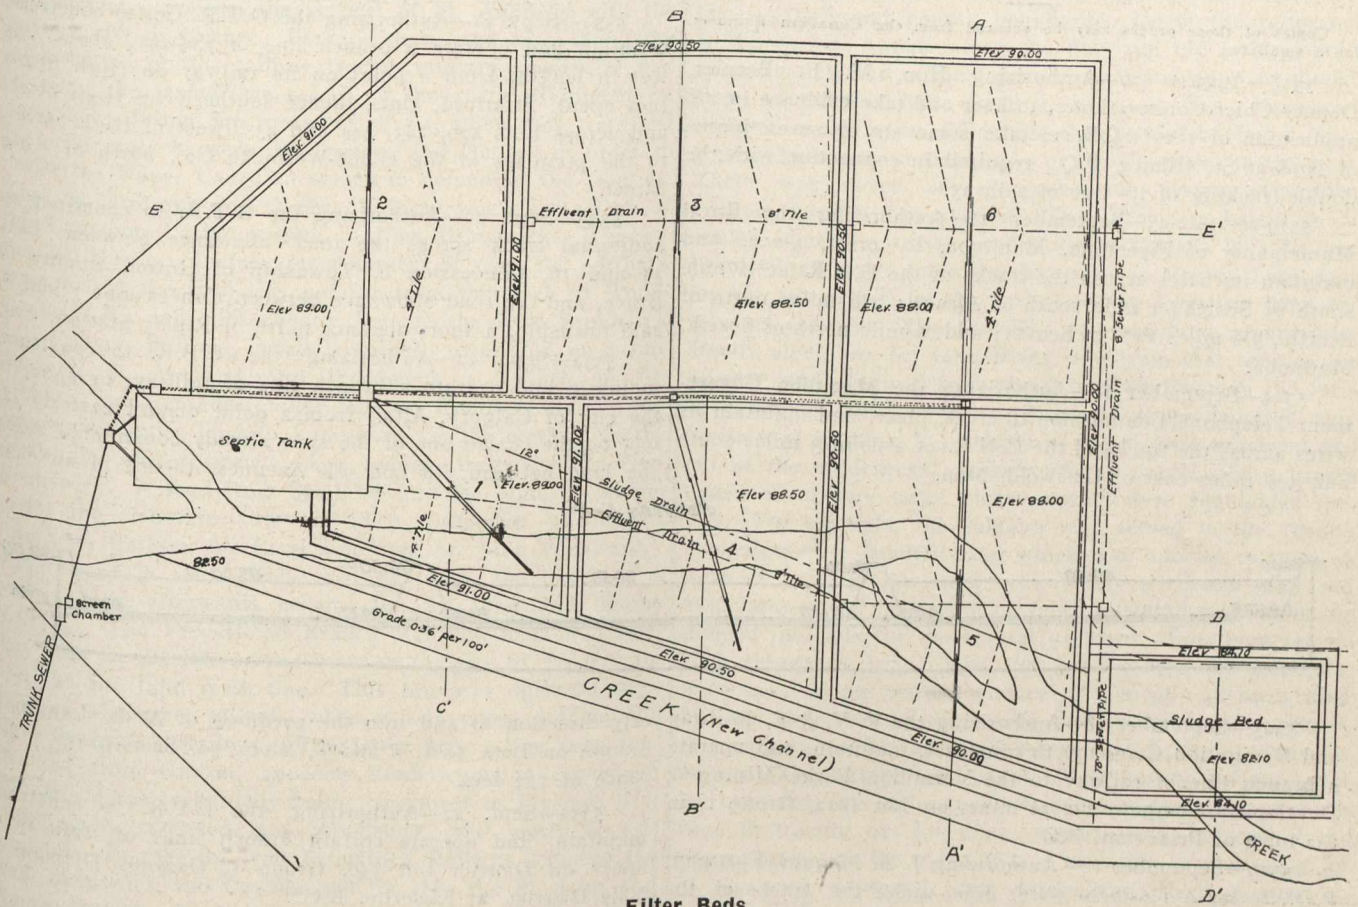 B
A
Elev 90.50
Elev 90.00
Elev. 91.00
E
2
Effluent Drain
3
8" Tile
6
E'
Elev 91.00
Elev 90.50
4" Tile
Elev 89.00
Elev. 88.50
Elev. 88.00
4" Tile
8" Sewer pipe
Effluent Drain
Elev 90.00
Septic Tank
12"
1
Elev. 89.00
Elev 91.00
Sludge Drain
Effluent Drain
Elev 88.50
Elev 90.50
Elev 88.00
4" Tile
4
8" Tile
5
82.50
Elev 91.00
Screen
Chamber
Grade 0.36' per 100'
TRUNK SEWER
C'
Elev. 90.50
CREEK (New Channel)
Elev. 90.00
D
Elev 84.10
10" Sewer Pipe
Sludge Bed
Elev 82.10
Elev 84.10
B'
A'
CREEK
D'
Filter Beds